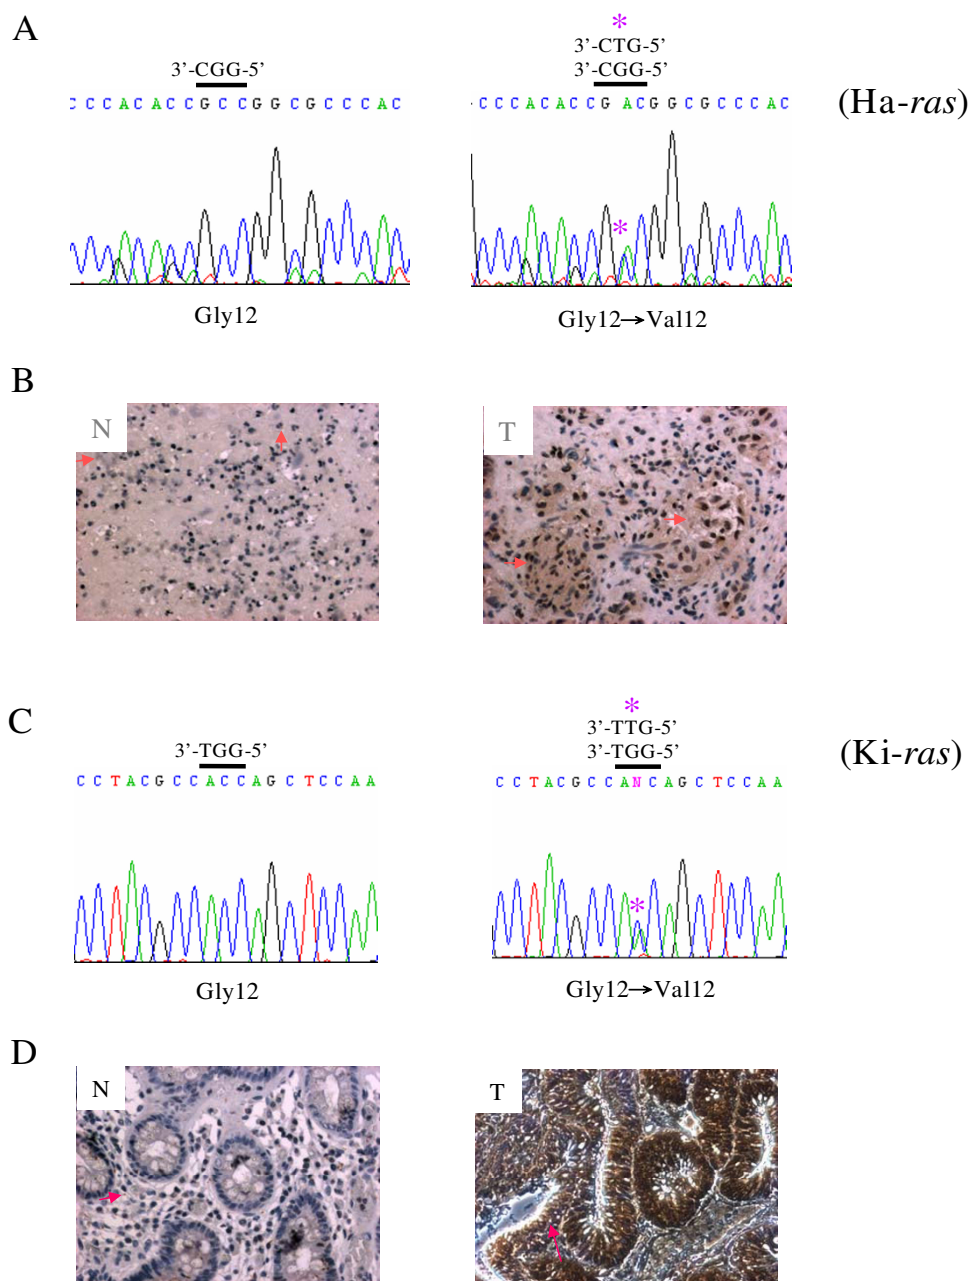 A
*
3'-CTG-5'
3'-CGG-5'
3'-CGG-5'
C C C A C A C C G C C G G C G C C C A C
C C C A C A C C G A C G G C G C C C A C
(Ha-ras)
*
Gly12
Gly12→Val12
B
N
T
C
*
3'-TTG-5'
3'-TGG-5'
3'-TGG-5'
(Ki-ras)
C C T A C G C C A C C A G C T C C A A
C C T A C G C C A N C A G C T C C A A
*
Gly12
Gly12→Val12
D
N
T